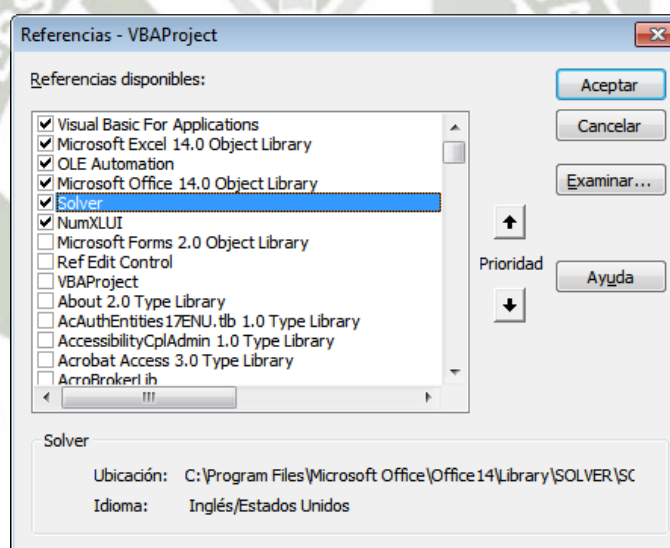 Referencias - VBAProject
Referencias disponibles:
Aceptar
Visual Basic For Applications
Microsoft Excel 14.0 Object Library
Cancelar
OLE Automation
Microsoft Office 14.0 Object Library
Examinar...
Solver
NumXLUI
Microsoft Forms 2.0 Object Library
Ref Edit Control
Prioridad
VBAProject
Ayuda
About 2.0 Type Library
AcAuthEntities17ENU.tlb 1.0 Type Library
AccessibilityCplAdmin 1.0 Type Library
Acrobat Access 3.0 Type Library
AcroBrokerLib
Solver
Ubicación: C:\Program Files\Microsoft Office\Office14\Library\SOLVER\SC
Idioma: Inglés/Estados Unidos